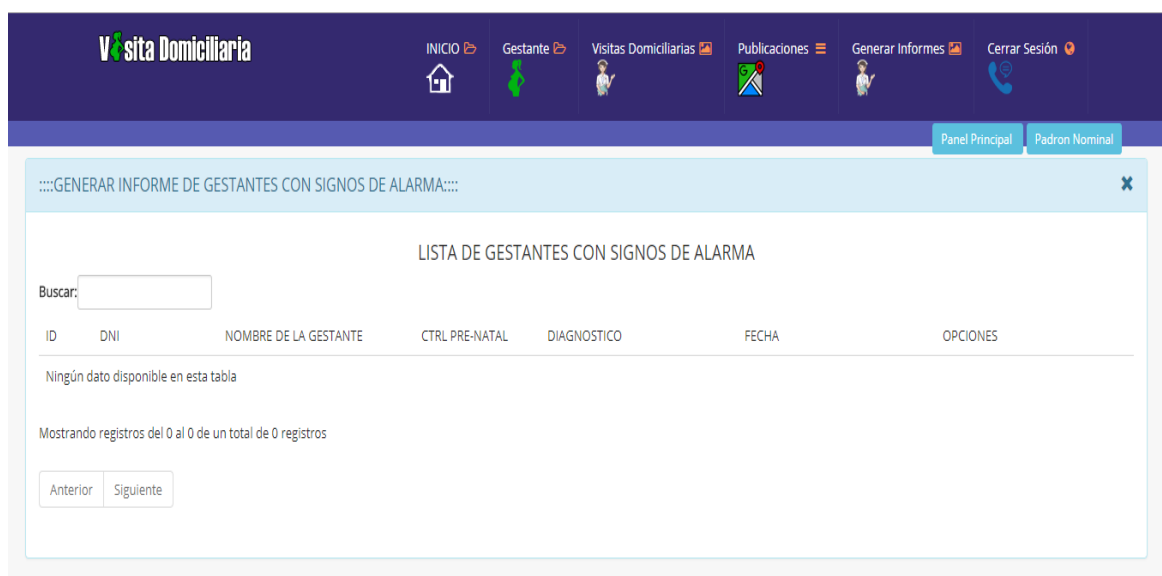 Visita Domiciliaria
INICIO Gestante Visitas Domiciliarias Publicaciones Generar Informes Cerrar Sesión
G
Panel Principal Padron Nominal
::::GENERAR INFORME DE GESTANTES CON SIGNOS DE ALARMA::::
LISTA DE GESTANTES CON SIGNOS DE ALARMA
Buscar:
ID DNI NOMBRE DE LA GESTANTE CTRL PRE-NATAL DIAGNOSTICO FECHA OPCIONES
Ningún dato disponible en esta tabla
Mostrando registros del 0 al 0 de un total de 0 registros
Anterior Siguiente